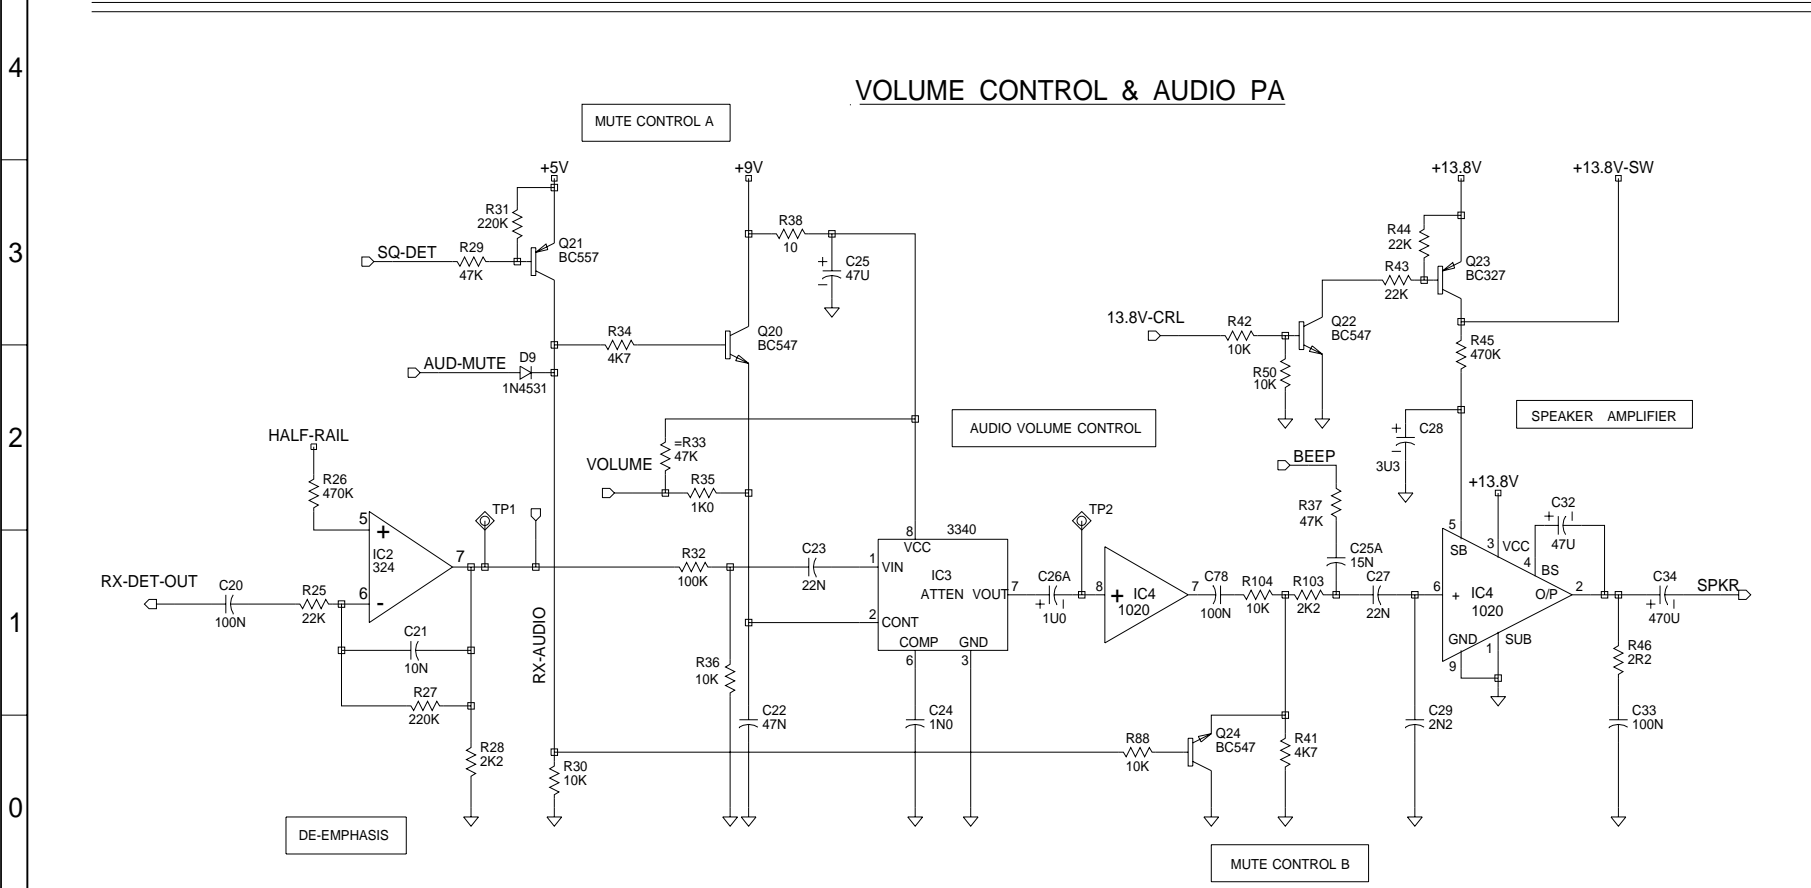 VOLUME CONTROL & AUDIO PA
4
3
2
1
0
MUTE CONTROL A
+5V
+9V
+13.8V
+13.8V-SW
R31
220K
SQ-DET
R29
47K
Q21
BC557
R38
10
+
C25
47U
−
R34
4K7
Q20
BC547
AUD-MUTE
D9
1N4531
13.8V-CRL
R42
10K
R50
10K
Q22
BC547
R44
22K
R43
22K
Q23
BC327
R45
470K
+
C28
−
3U3
SPEAKER AMPLIFIER
AUDIO VOLUME CONTROL
HALF-RAIL
R26
470K
VOLUME
=R33
47K
R35
1K0
BEEP
R37
47K
C25A
15N
+13.8V
C32
+
47U
TP1
TP2
5
+
IC2
324
7
6
-
RX-DET-OUT
C20
100N
R25
22K
C21
10N
R27
220K
R28
2K2
RX-AUDIO
R30
10K
R32
100K
C23
22N
R36
10K
C22
47N
8
3340
VCC
1
VIN
IC3
ATTEN
VOUT
7
2
CONT
COMP
GND
6
3
C24
1N0
C26A
+
1U0
8
+
IC4
1020
7
C78
100N
R104
10K
R103
2K2
C27
22N
R88
10K
Q24
BC547
R41
4K7
C29
2N2
5
SB
3
VCC
4
BS
6
+
IC4
1020
O/P
2
GND
SUB
9
1
C34
+
470U
SPKR
R46
2R2
C33
100N
DE-EMPHASIS
MUTE CONTROL B